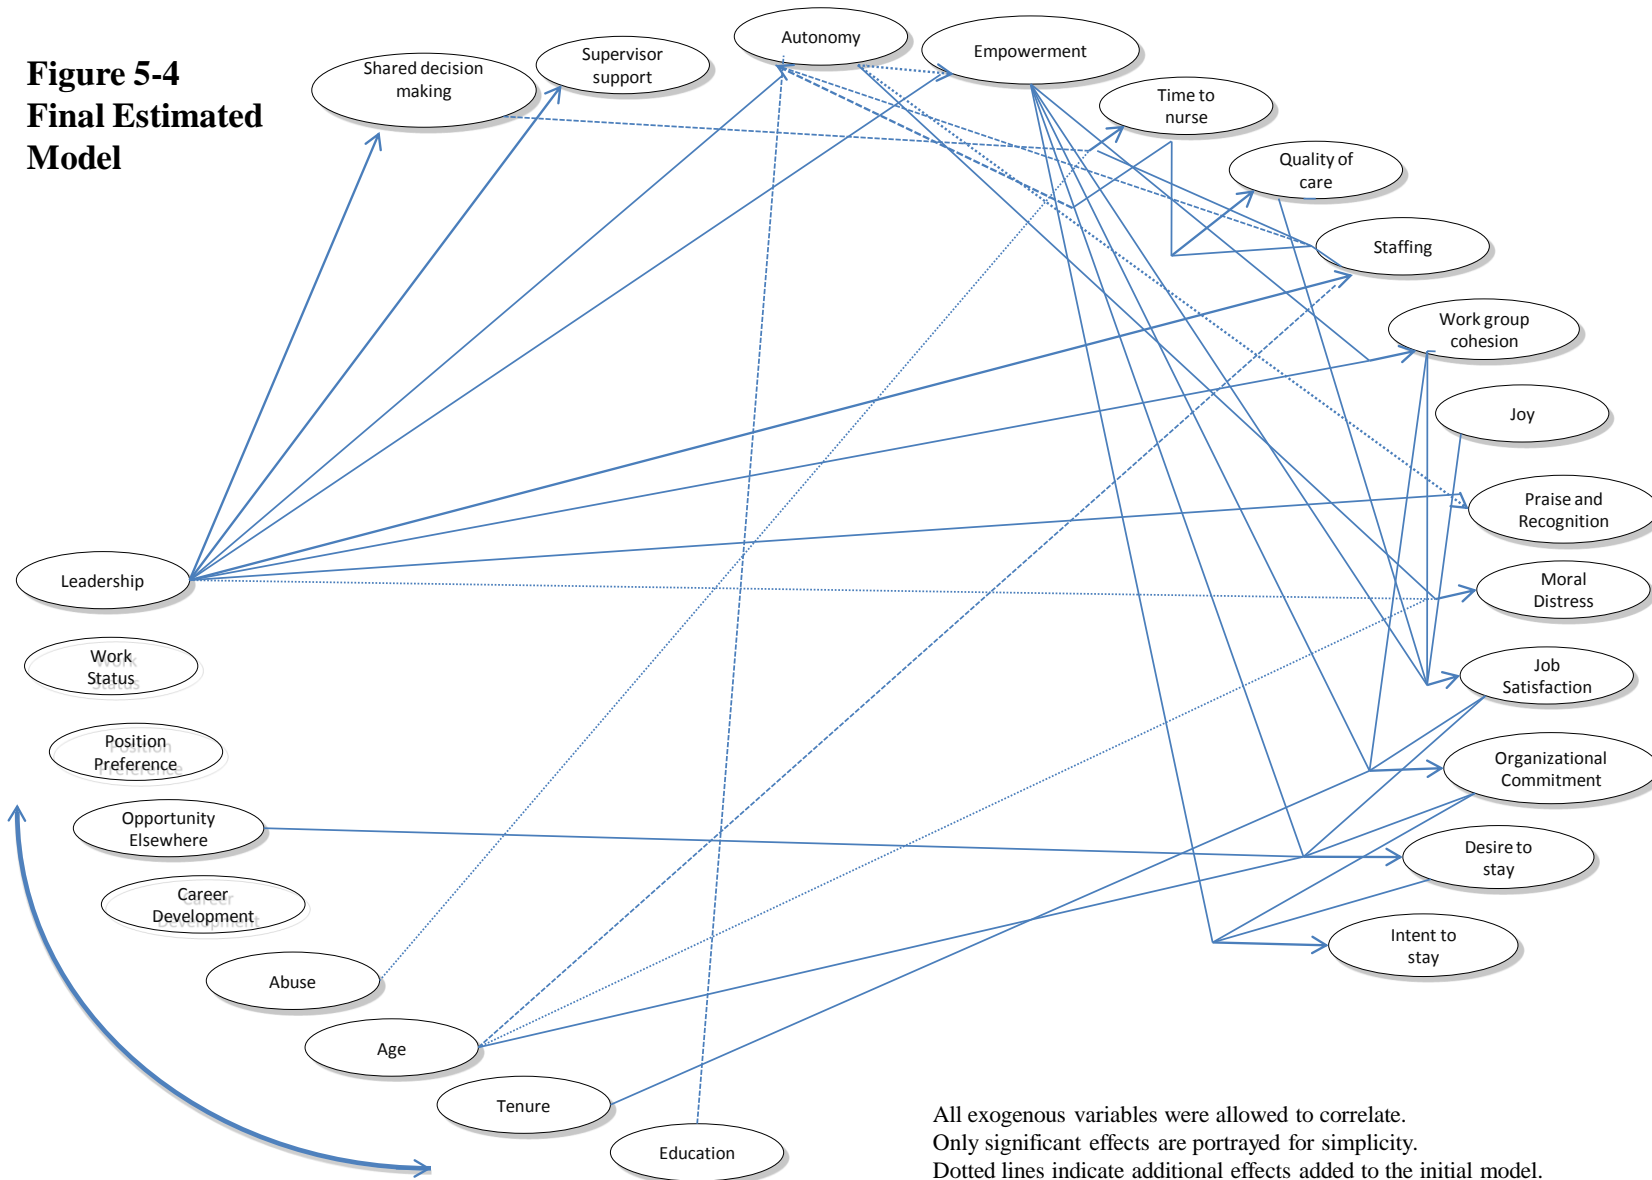 Figure 5-4
Final Estimated
Model
Shared decision
making
Supervisor
support
Autonomy
Empowerment
Time to
nurse
Quality of
care
Staffing
Work group
cohesion
Joy
Praise and
Recognition
Moral
Distress
Job
Satisfaction
Organizational
Commitment
Desire to
stay
Intent to
stay
Leadership
Work
Status
Position
Preference
Opportunity
Elsewhere
Career
Development
Abuse
Age
Tenure
Education
All exogenous variables were allowed to correlate.
Only significant effects are portrayed for simplicity.
Dotted lines indicate additional effects added to the initial model.